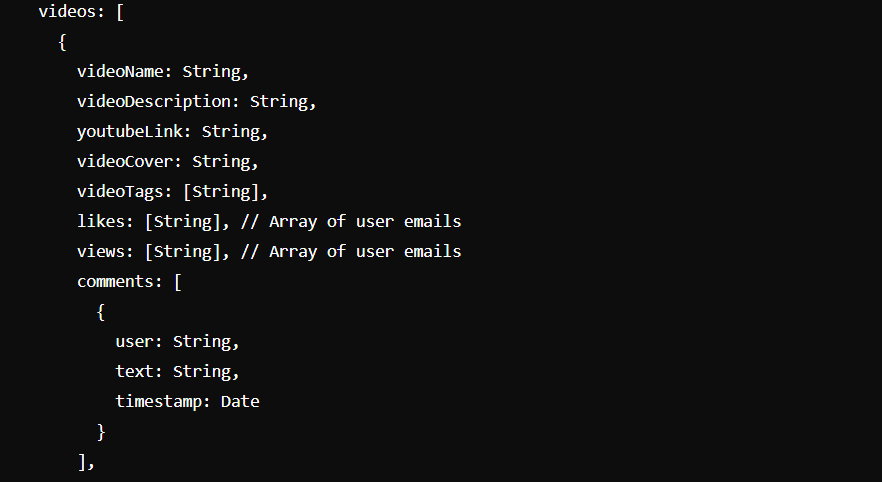 videos: [
{
videoName: String,
videoDescription: String,
youtubeLink: String,
videoCover: String,
videoTags: [String],
likes: [String], // Array of user emails
views: [String], // Array of user emails
comments: [
{
user: String,
text: String,
timestamp: Date
}
],